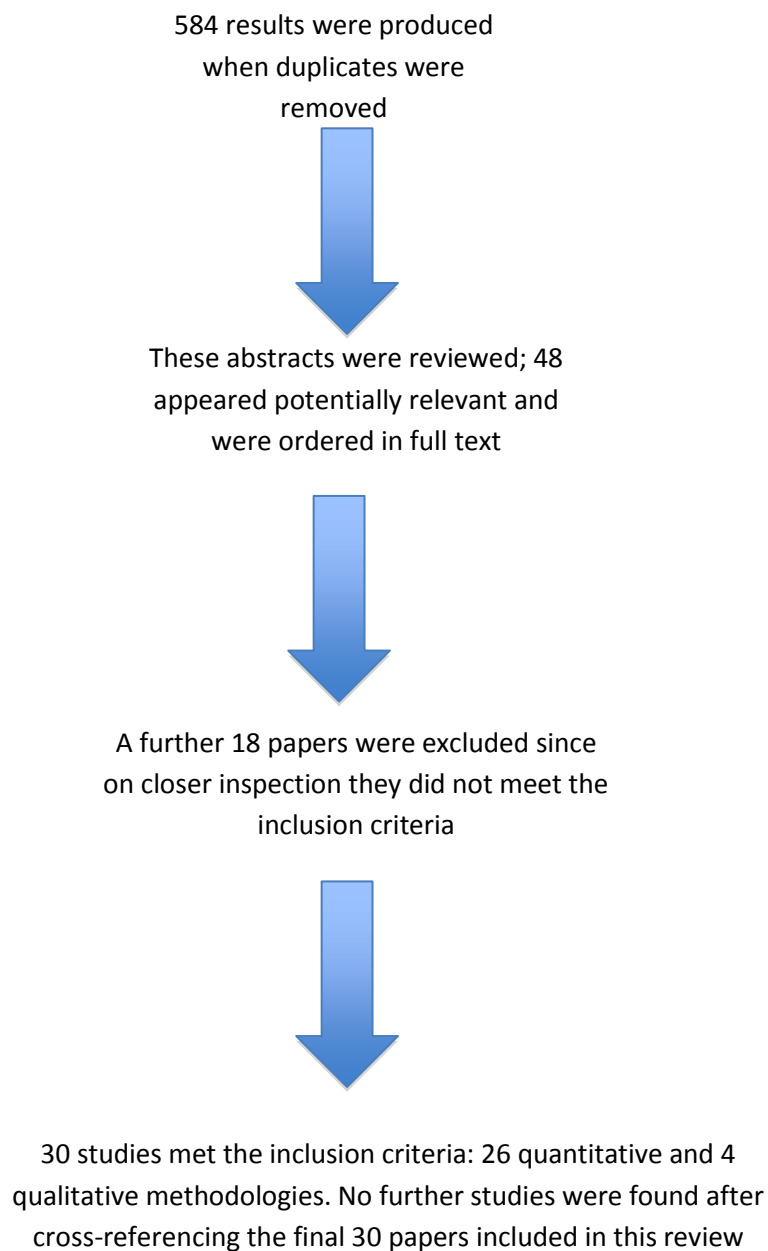 584 results were produced
when duplicates were
removed
These abstracts were reviewed; 48
appeared potentially relevant and
were ordered in full text
A further 18 papers were excluded since
on closer inspection they did not meet the
inclusion criteria
30 studies met the inclusion criteria: 26 quantitative and 4
qualitative methodologies. No further studies were found after
cross-referencing the final 30 papers included in this review